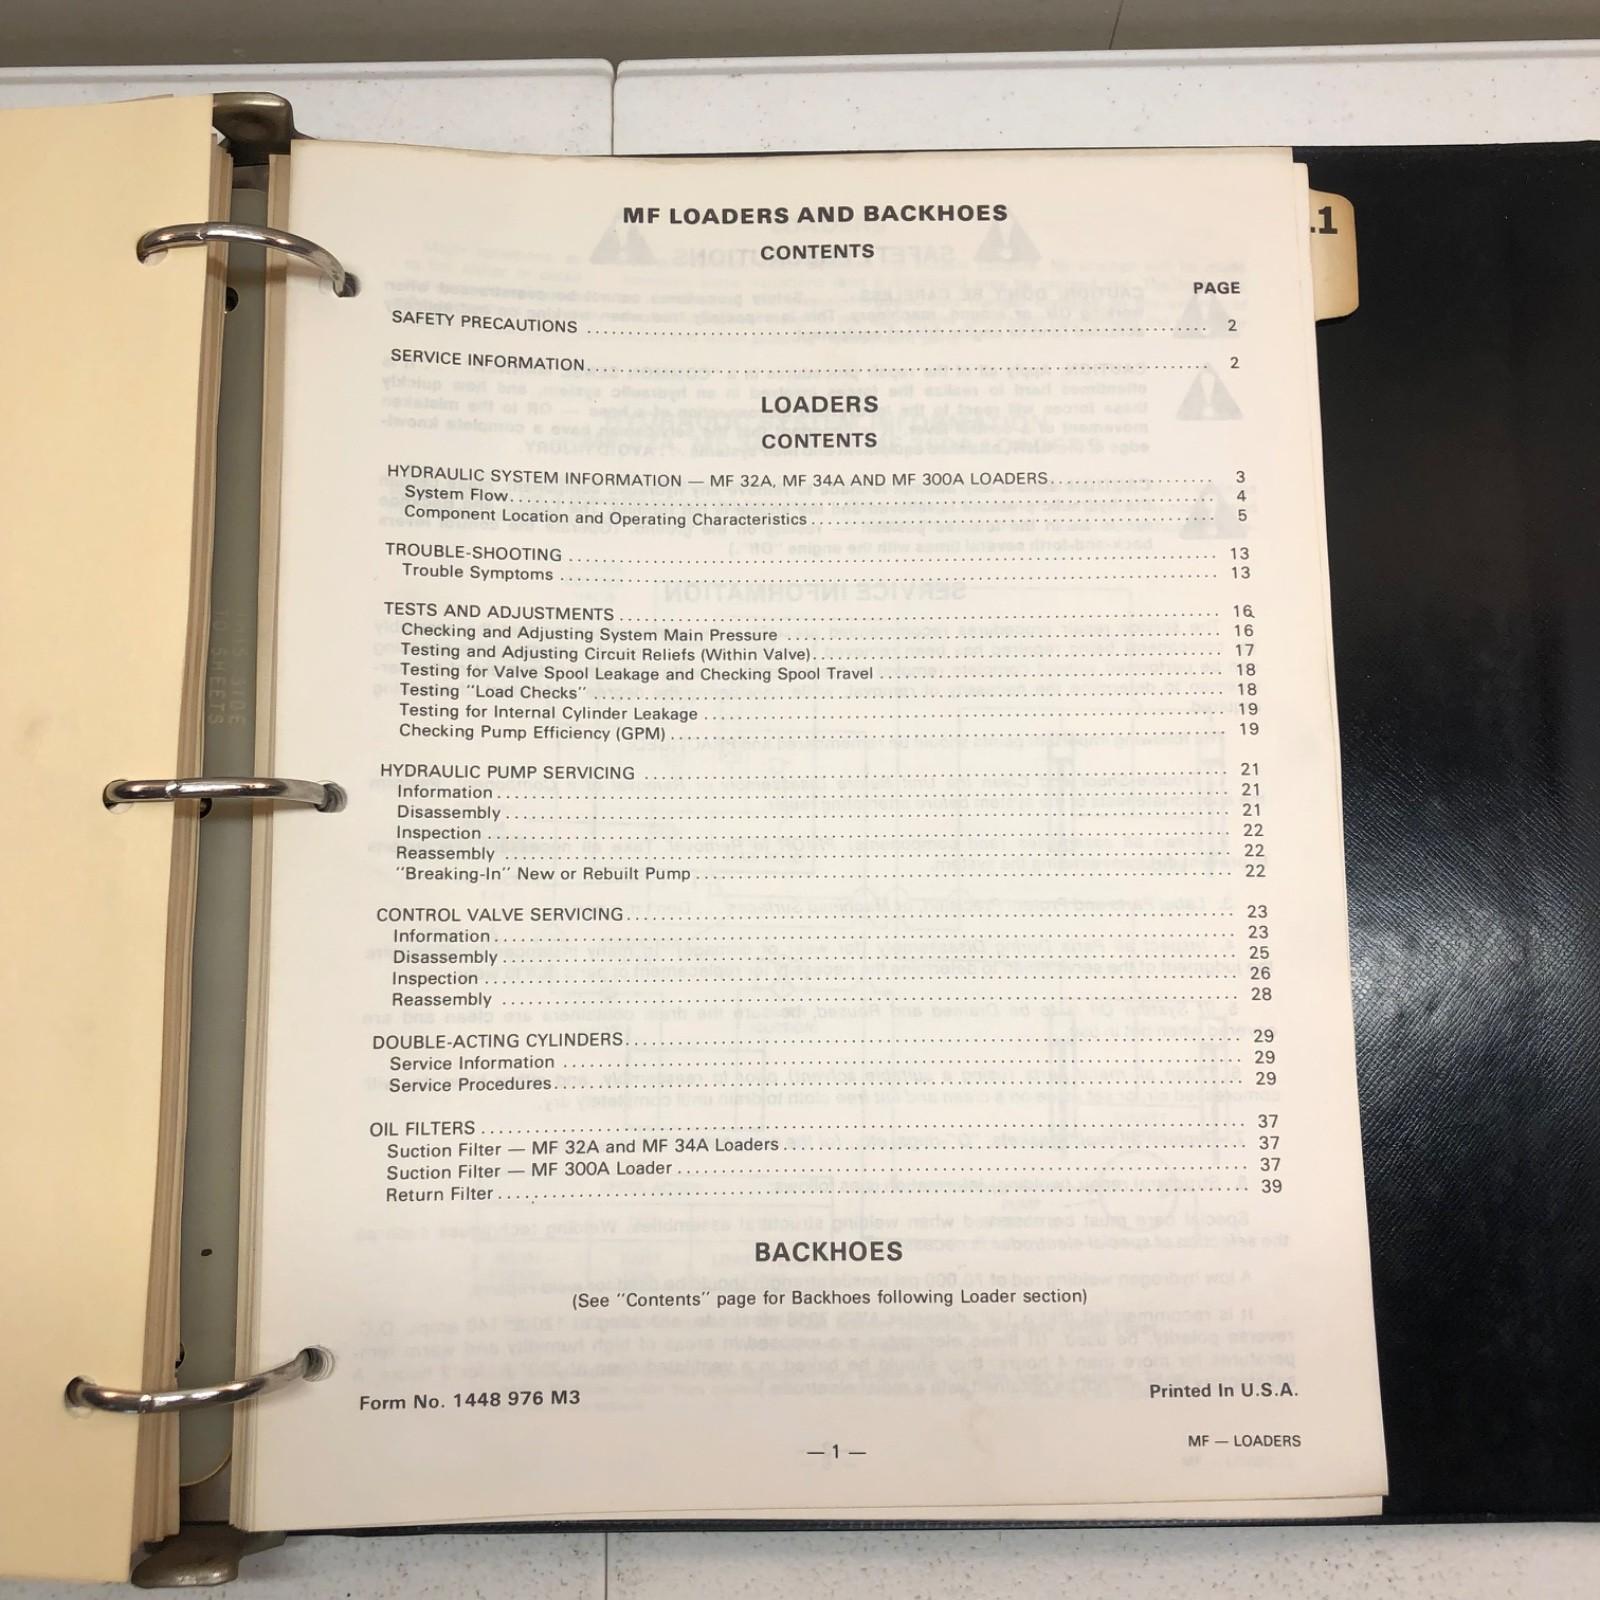 MF LOADERS AND BACKHOES
CONTENTS
PAGE
SAFETY PRECAUTIONS 2
SERVICE INFORMATION 2
LOADERS
CONTENTS
HYDRAULIC SYSTEM INFORMATION — MF 32A, MF 34A AND MF 300A LOADERS 3
System Flow 4
Component Location and Operating Characteristics 5
TROUBLE-SHOOTING 13
Trouble Symptoms 13
TESTS AND ADJUSTMENTS 16
Checking and Adjusting System Main Pressure 16
Testing and Adjusting Circuit Reliefs (Within Valve) 17
Testing for Valve Spool Leakage and Checking Spool Travel 18
Testing "Load Checks" 18
Testing for Internal Cylinder Leakage 19
Checking Pump Efficiency (GPM) 19
HYDRAULIC PUMP SERVICING 21
Information 21
Disassembly 21
Inspection 22
Reassembly 22
"Breaking-In" New or Rebuilt Pump 22
CONTROL VALVE SERVICING 23
Information 23
Disassembly 25
Inspection 26
Reassembly 28
DOUBLE-ACTING CYLINDERS 29
Service Information 29
Service Procedures 29
OIL FILTERS 37
Suction Filter — MF 32A and MF 34A Loaders 37
Suction Filter — MF 300A Loader 37
Return Filter 39
BACKHOES
(See "Contents" page for Backhoes following Loader section)
Form No. 1448 976 M3
Printed In U.S.A.
— 1 —
MF — LOADERS
.1